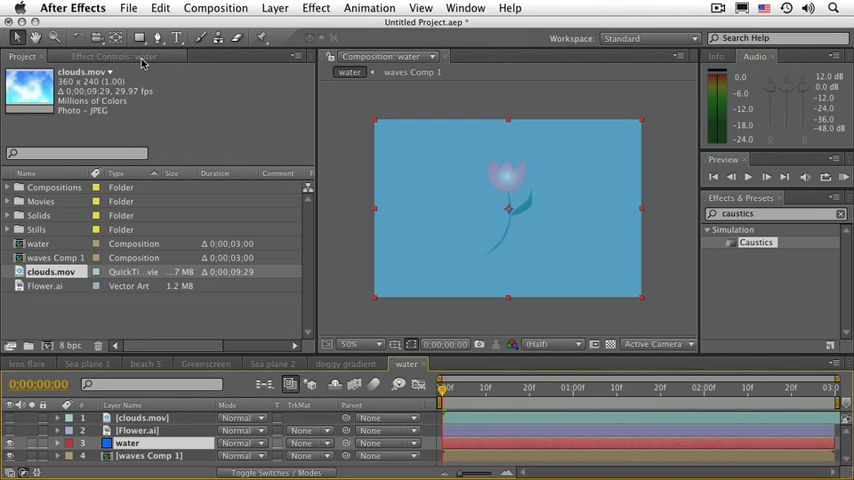 After Effects File Edit Composition Layer Effect Animation View Window Help
Untitled Project.aep *
Workspace: Standard Search Help
Project × Effect Controls: water Composition: water Info Audio ×
clouds.mov
360 x 240 (1.00)
Δ 0;00;09;29, 29.97 fps
Millions of Colors
Photo - JPEG
water waves Comp 1
0.0
-6.0
-12.0
-18.0
-24.0
12.0 dB
0.0 dB
-12.0
-24.0
-36.0
-48.0 dB
Preview ×
Effects & Presets ×
caustics
Simulation
Caustics
Name Type Size Duration Comment
Compositions Folder
Movies Folder
Solids Folder
Stills Folder
water Composition Δ 0;00;03;00
waves Comp 1 Composition Δ 0;00;03;00
clouds.mov QuickTi...vie ...7 MB Δ 0;00;09;29
Flower.ai Vector Art 1.2 MB
8 bpc
50% 0;00;00;00 (Half) Active Camera
lens flare Sea plane 1 beach 5 Greenscreen Sea plane 2 doggy gradient water ×
0;00;00;00
10f 20f 01:00f 10f 20f 02:00f 10f 20f 03:0
# Layer Name Mode T TrkMat Parent
1 [clouds.mov] Normal None
2 [Flower.ai] Normal None None
3 water Normal None None
4 [waves Comp 1] Normal None None
Toggle Switches / Modes